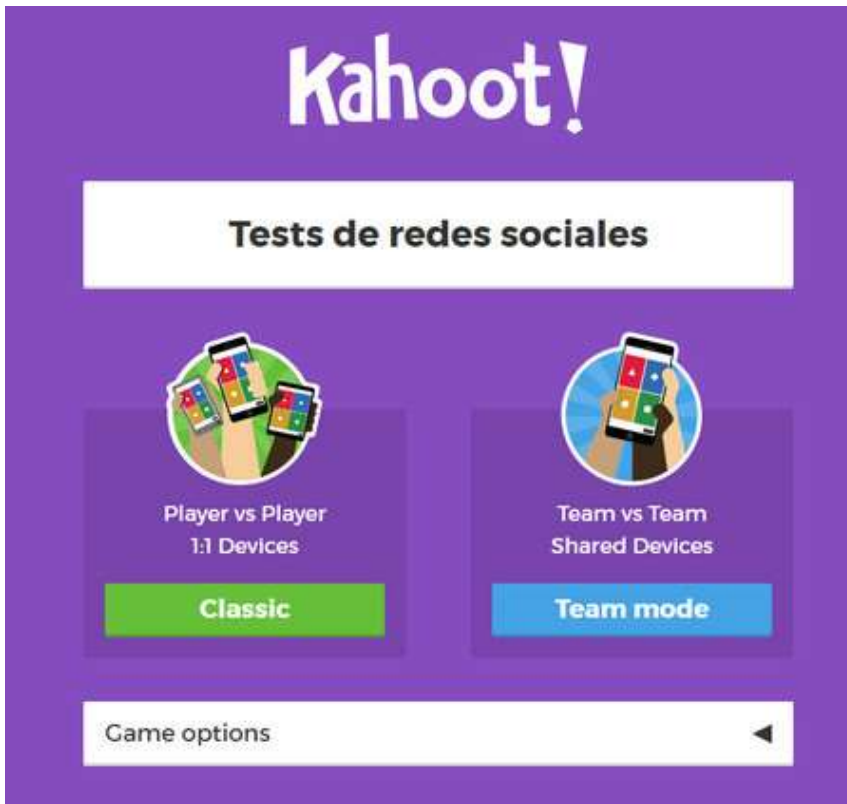 Kahoot!
Tests de redes sociales
Player vs Player
1:1 Devices
Classic
Team vs Team
Shared Devices
Team mode
Game options